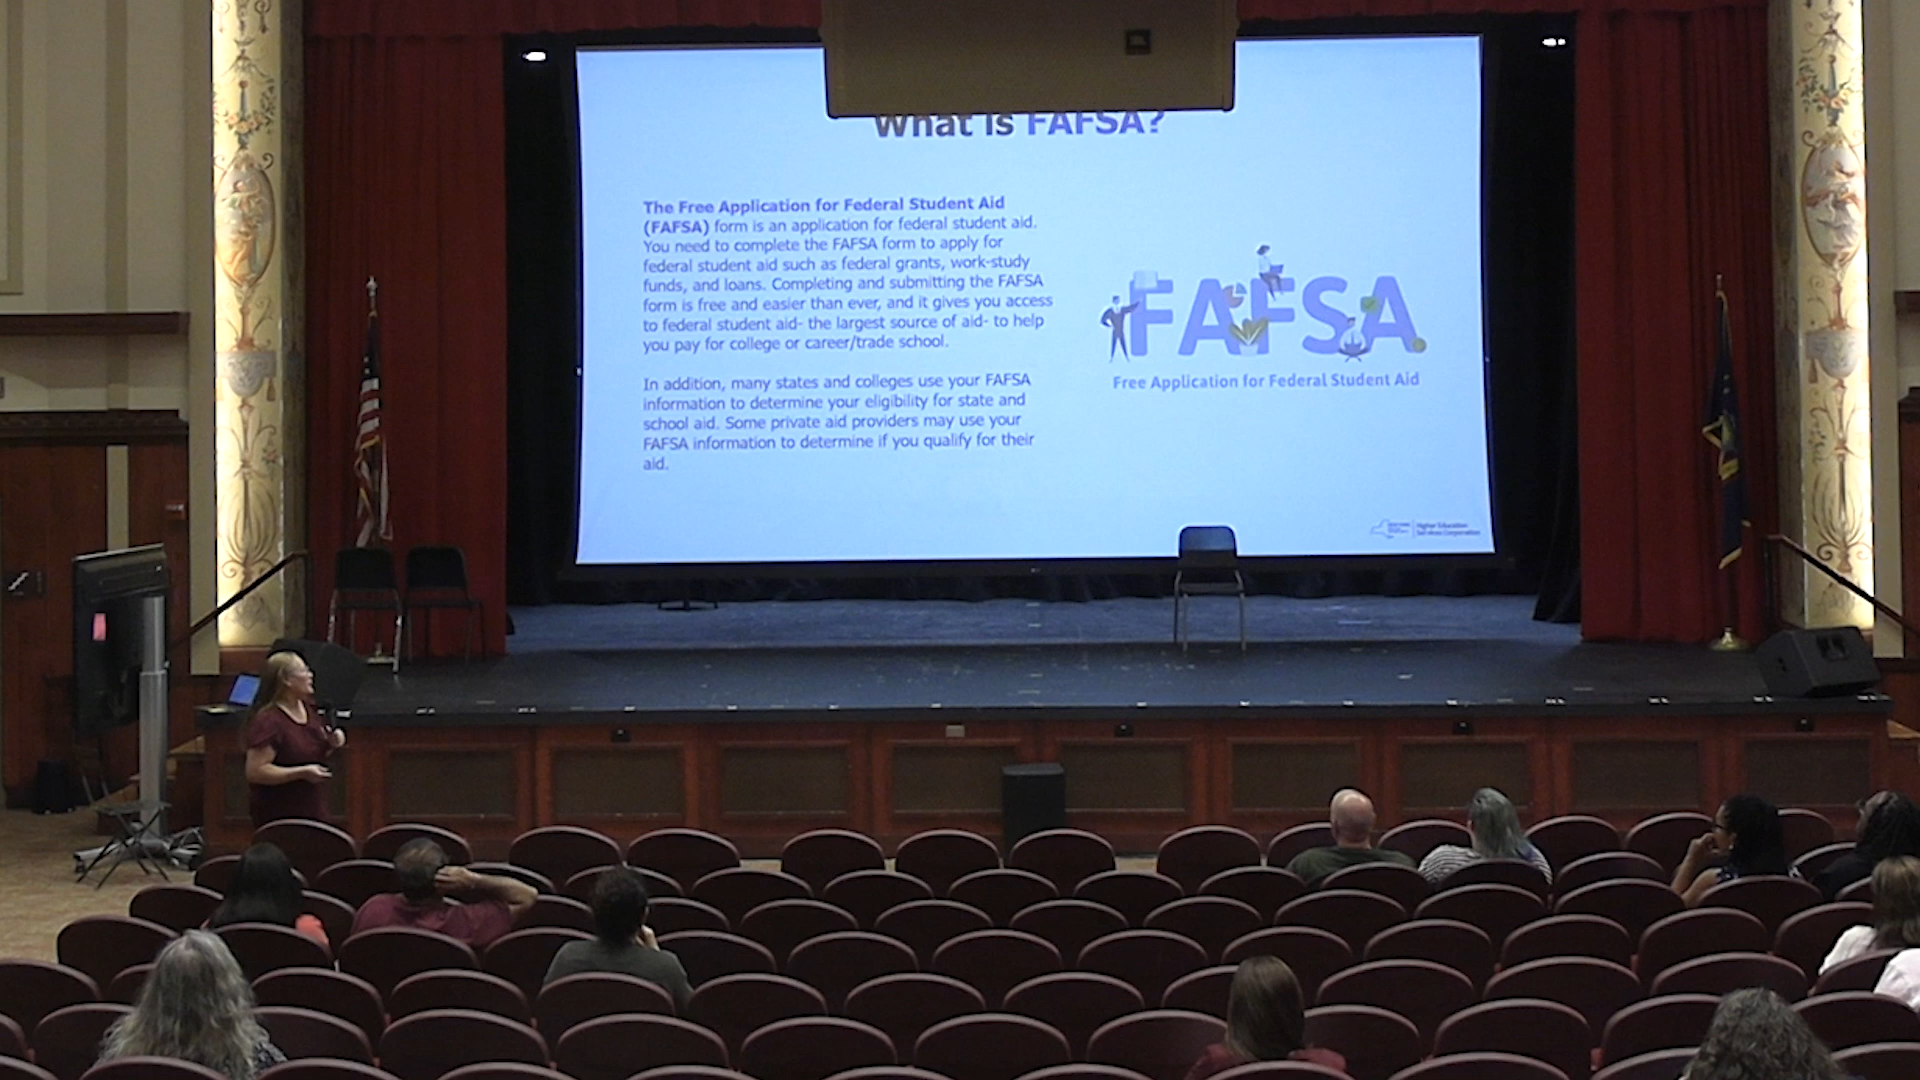 What is FAFSA?
The Free Application for Federal Student Aid
(FAFSA) form is an application for federal student aid.
You need to complete the FAFSA form to apply for
federal student aid such as federal grants, work-study
funds, and loans. Completing and submitting the FAFSA
form is free and easier than ever, and it gives you access
to federal student aid- the largest source of aid- to help
you pay for college or career/trade school.
In addition, many states and colleges use your FAFSA
information to determine your eligibility for state and
school aid. Some private aid providers may use your
FAFSA information to determine if you qualify for their
aid.
FAFSA
Free Application for Federal Student Aid
Higher Education
Services Corporation